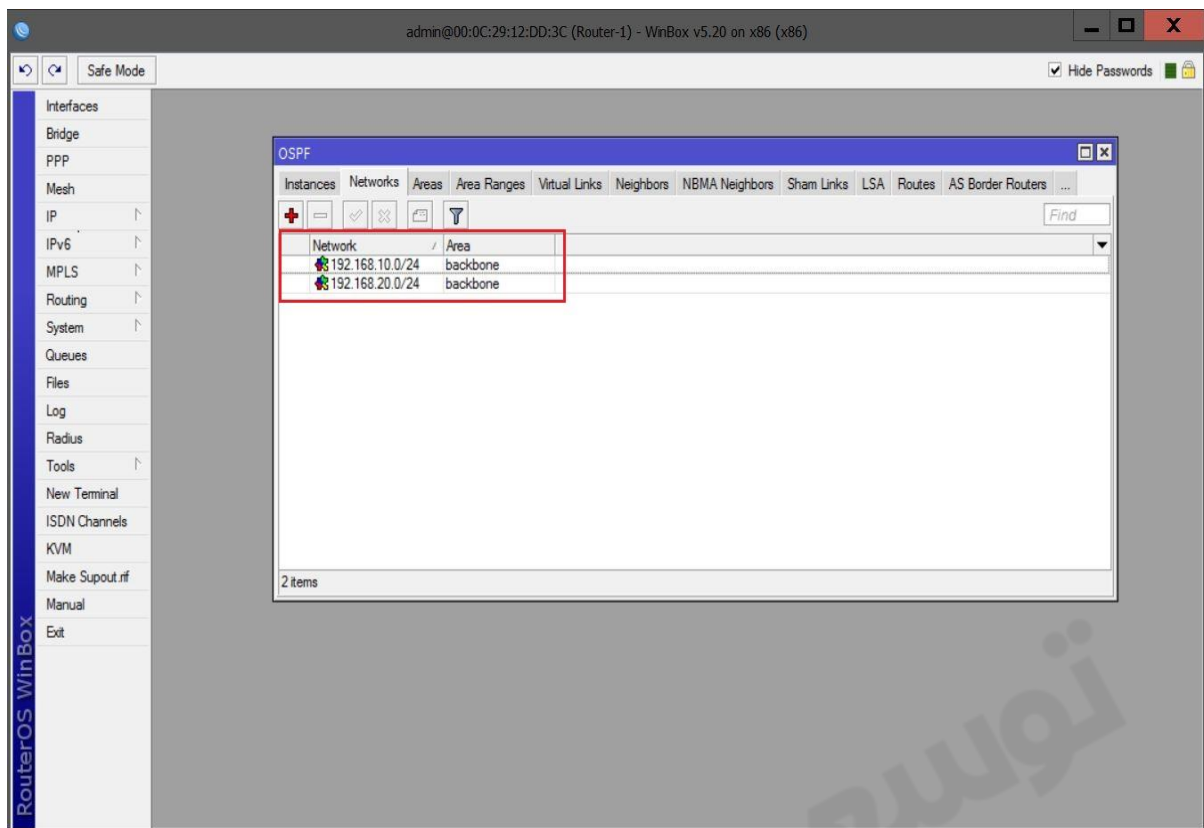 admin@00:0C:29:12:DD:3C (Router-1) - WinBox v5.20 on x86 (x86)
Safe Mode
Hide Passwords
Interfaces
Bridge
PPP
Mesh
IP
IPv6
MPLS
Routing
System
Queues
Files
Log
Radius
Tools
New Terminal
ISDN Channels
KVM
Make Supout.rif
Manual
Exit
RouterOS WinBox
OSPF
Instances Networks Areas Area Ranges Virtual Links Neighbors NBMA Neighbors Sham Links LSA Routes AS Border Routers ...
Find
Network Area
192.168.10.0/24 backbone
192.168.20.0/24 backbone
2 items